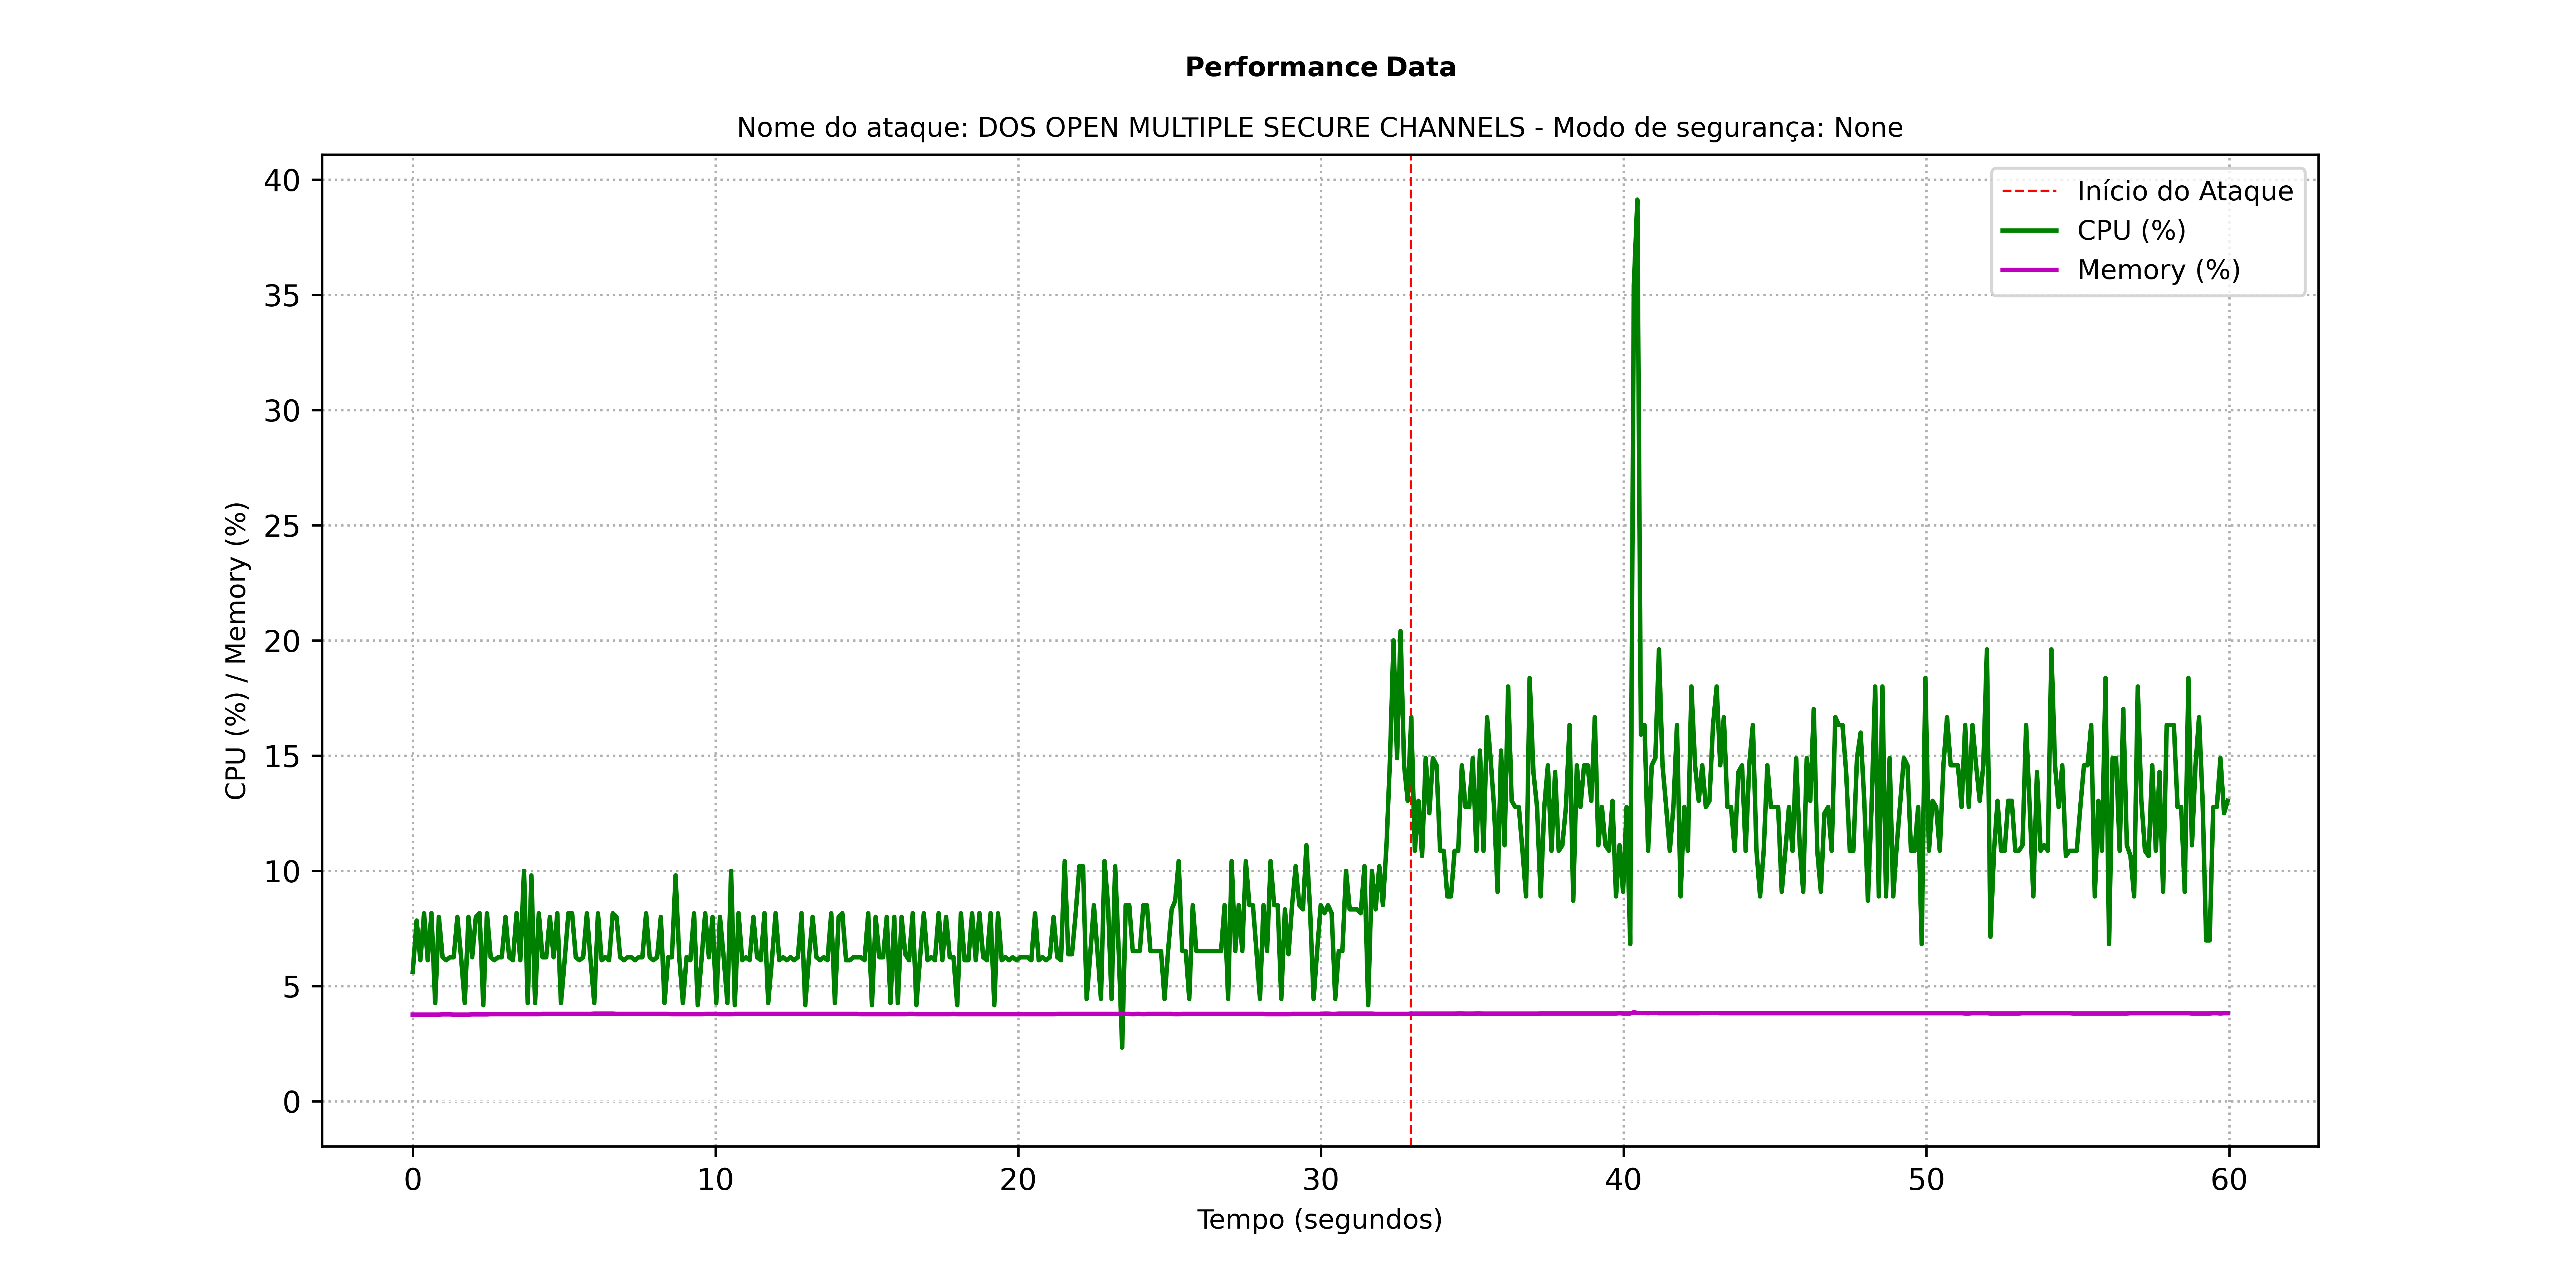 Performance Data
Nome do ataque: DOS OPEN MULTIPLE SECURE CHANNELS - Modo de segurança: None
Início do Ataque
CPU (%)
Memory (%)
CPU (%) / Memory (%)
40
35
30
25
20
15
10
5
0
0 10 20 30 40 50 60
Tempo (segundos)